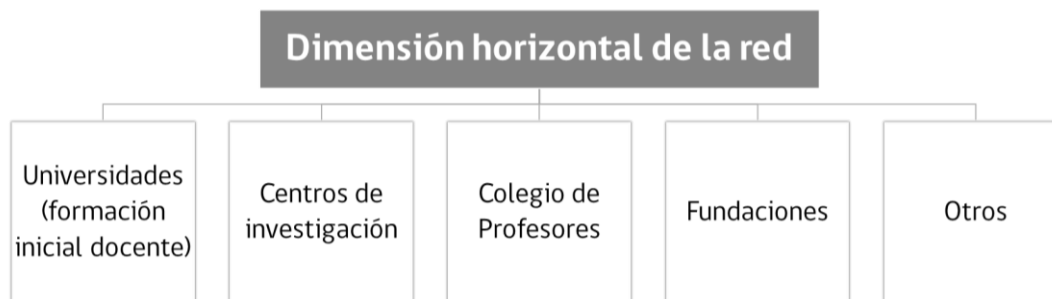 Dimensión horizontal de la red
Universidades
(formación
inicial docente)
Centros de
investigación
Colegio de
Profesores
Fundaciones
Otros